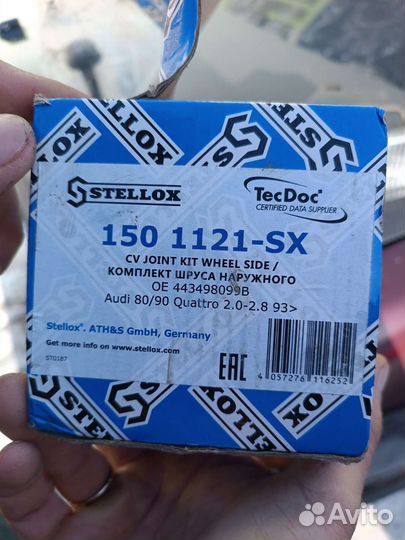 STELLOX
TecDoc
CERTIFIED DATA SUPPLIER
150 1121-SX
CV JOINT KIT WHEEL SIDE /
КОМПЛЕКТ ШРУСА НАРУЖНОГО
OE 443498099B
Audi 80/90 Quattro 2.0-2.8 93>
Stellox®. ATH&S GmbH, Germany
Get more info on www.stellox.com
ST0187
EAC
4 057276 116252
STELLOX
Avito